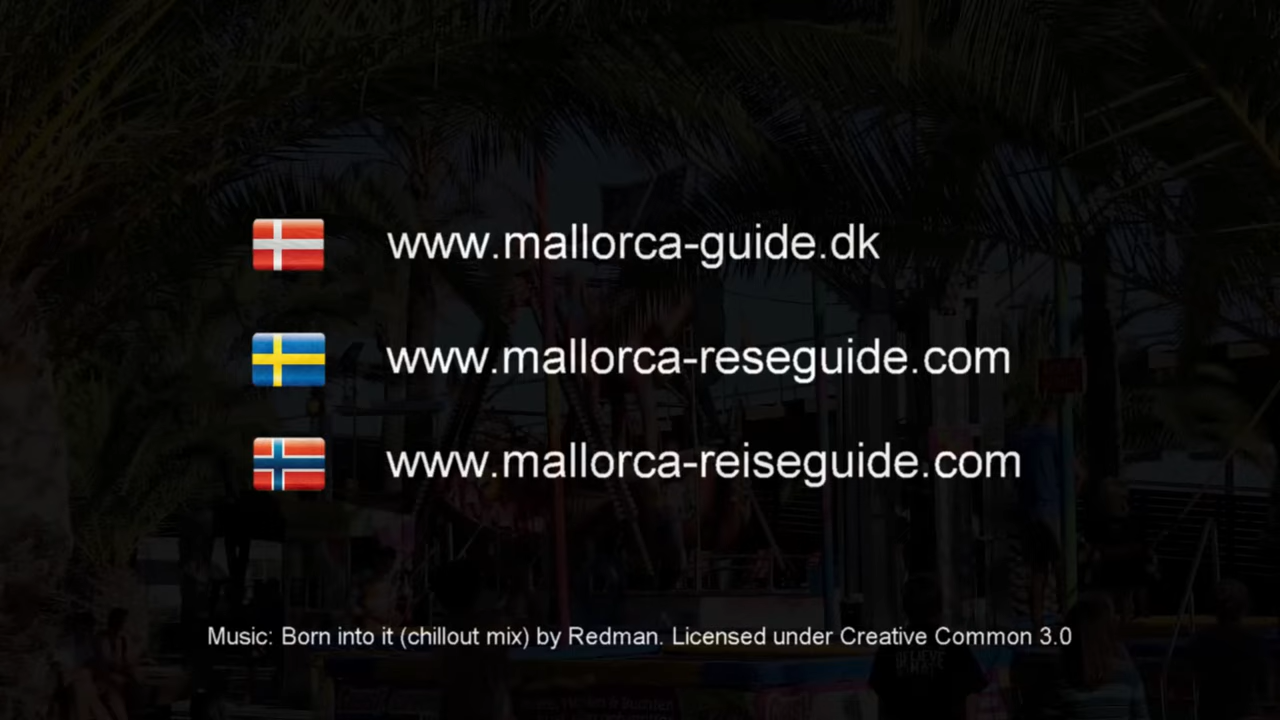 www.mallorca-guide.dk
www.mallorca-reseguide.com
www.mallorca-reiseguide.com
Music: Born into it (chillout mix) by Redman. Licensed under Creative Common 3.0
BELIEVE